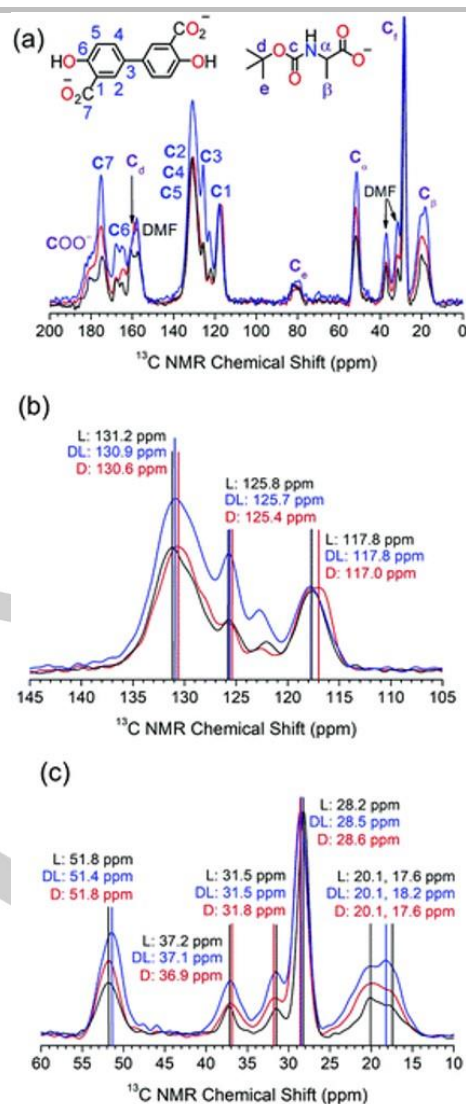 (a)
HO
5
4
6
3
1
2
7
CO2−
−O2C
OH
d
c
H
N
α
CO2−
O
O
e
β
Cf
C7
Cd
COO−
C6
DMF
C2
C4
C5
C3
C1
Ce
Cα
DMF
Cβ
200 180 160 140 120 100 80 60 40 20 0
13C NMR Chemical Shift (ppm)
(b)
L: 131.2 ppm
DL: 130.9 ppm
D: 130.6 ppm
L: 125.8 ppm
DL: 125.7 ppm
D: 125.4 ppm
L: 117.8 ppm
DL: 117.8 ppm
D: 117.0 ppm
145 140 135 130 125 120 115 110 105
13C NMR Chemical Shift (ppm)
(c)
L: 51.8 ppm
DL: 51.4 ppm
D: 51.8 ppm
L: 37.2 ppm
DL: 37.1 ppm
D: 36.9 ppm
L: 31.5 ppm
DL: 31.5 ppm
D: 31.8 ppm
L: 28.2 ppm
DL: 28.5 ppm
D: 28.6 ppm
L: 20.1, 17.6 ppm
DL: 20.1, 18.2 ppm
D: 20.1, 17.6 ppm
60 50 40 30 20 10
13C NMR Chemical Shift (ppm)